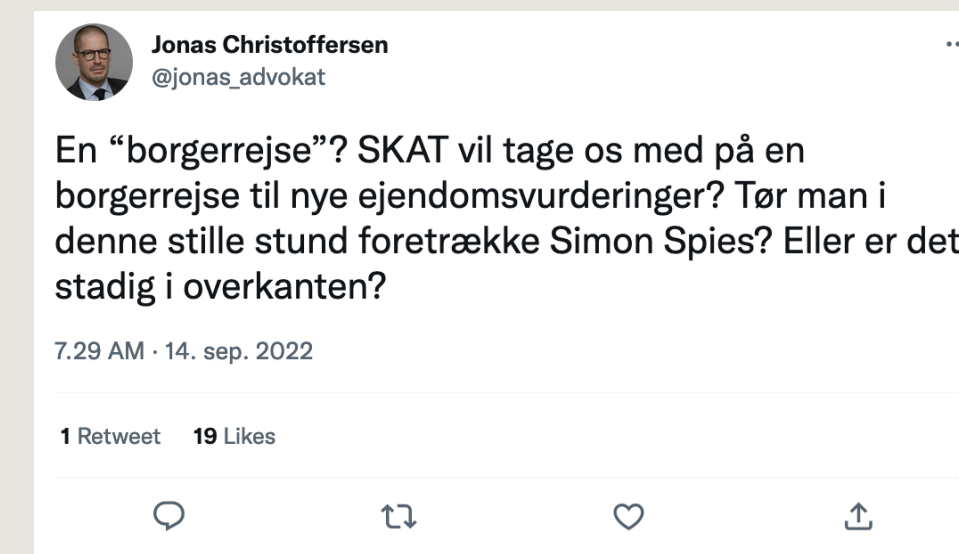 Jonas Christoffersen
@jonas_advokat
En “borgerrejse”? SKAT vil tage os med på en
borgerrejse til nye ejendomsvurderinger? Tør man i
denne stille stund foretrække Simon Spies? Eller er det
stadig i overkanten?
7.29 AM · 14. sep. 2022
1 Retweet 19 Likes